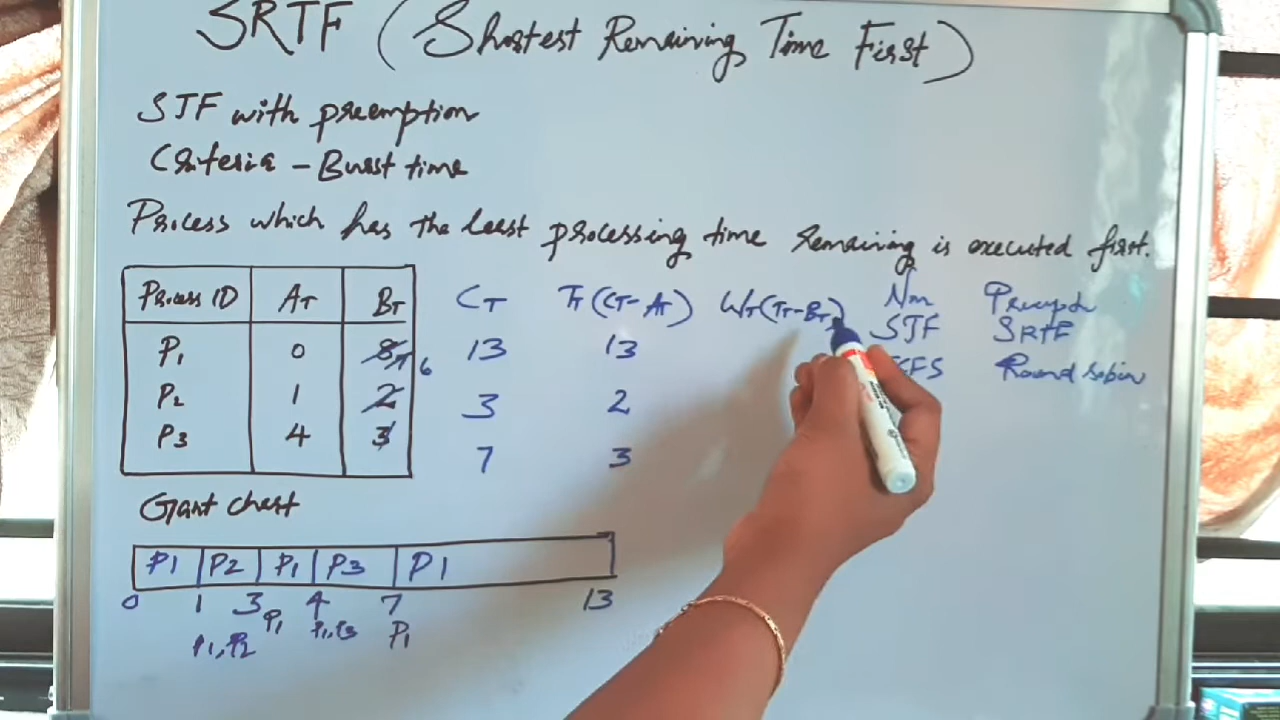 SRTF (Shortest Remaining Time First)
SJF with preemption
Criteria - Burst time
Process which has the least processing time remaining is executed first.
Process ID AT BT CT TT (CT-AT) WT (TT-BT) Non Preemptn
SJF SRTF
P1 0 8 7 6 13 13 FCFS Round robin
P2 1 2 3 2
P3 4 3 7 3
Gant chart
P1 P2 P1 P3 P1
0 1 3 4 7 13
P1 P1,P3 P1
P1,P2